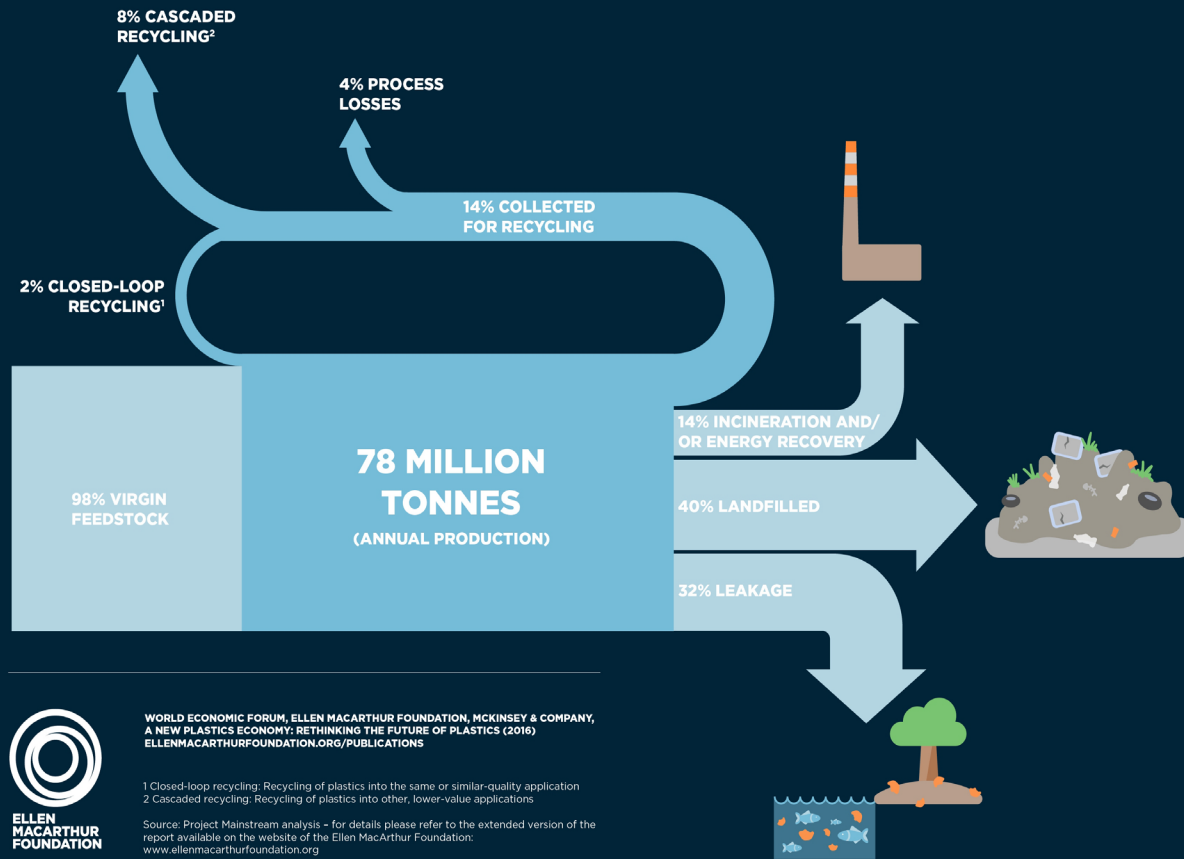 8% CASCADED
RECYCLING²
4% PROCESS
LOSSES
14% COLLECTED
FOR RECYCLING
2% CLOSED-LOOP
RECYCLING¹
98% VIRGIN
FEEDSTOCK
78 MILLION
TONNES
(ANNUAL PRODUCTION)
14% INCINERATION AND/
OR ENERGY RECOVERY
40% LANDFILLED
32% LEAKAGE
ELLEN
MACARTHUR
FOUNDATION
WORLD ECONOMIC FORUM, ELLEN MACARTHUR FOUNDATION, MCKINSEY & COMPANY,
A NEW PLASTICS ECONOMY: RETHINKING THE FUTURE OF PLASTICS (2016)
ELLENMACARTHURFOUNDATION.ORG/PUBLICATIONS
1 Closed-loop recycling: Recycling of plastics into the same or similar-quality application
2 Cascaded recycling: Recycling of plastics into other, lower-value applications
Source: Project Mainstream analysis – for details please refer to the extended version of the
report available on the website of the Ellen MacArthur Foundation:
www.ellenmacarthurfoundation.org